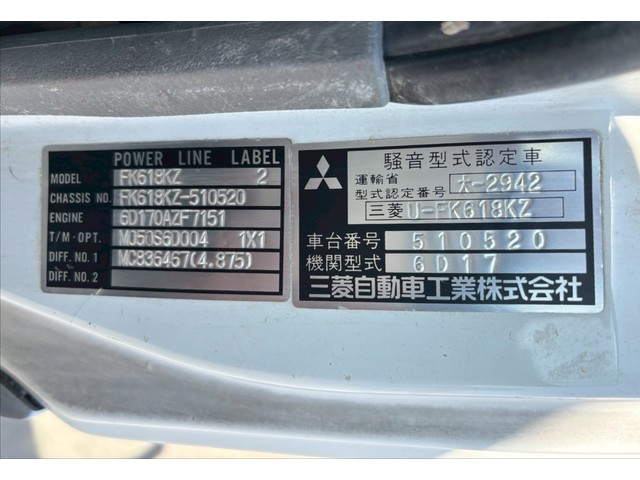 POWER LINE LABEL
MODEL FK618KZ 2
CHASSIS NO. FK618KZ-510520
ENGINE 6D170AZF7151
T/M·OPT. M050S6D004 1X1
DIFF. NO. 1 MC836467(4.875)
DIFF. NO. 2
騒音型式認定車
運輸省
型式認定番号 大-2942
三菱 U-FK618KZ
車台番号 510520
機関型式 6D17
三菱自動車工業株式会社